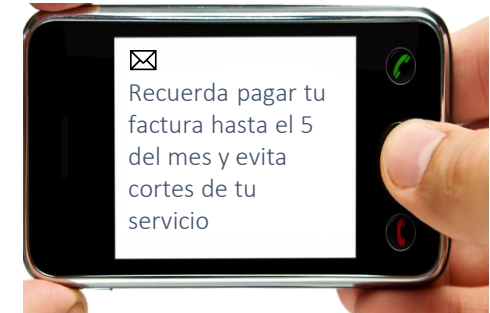 Recuerda pagar tu
factura hasta el 5
del mes y evita
cortes de tu
servicio